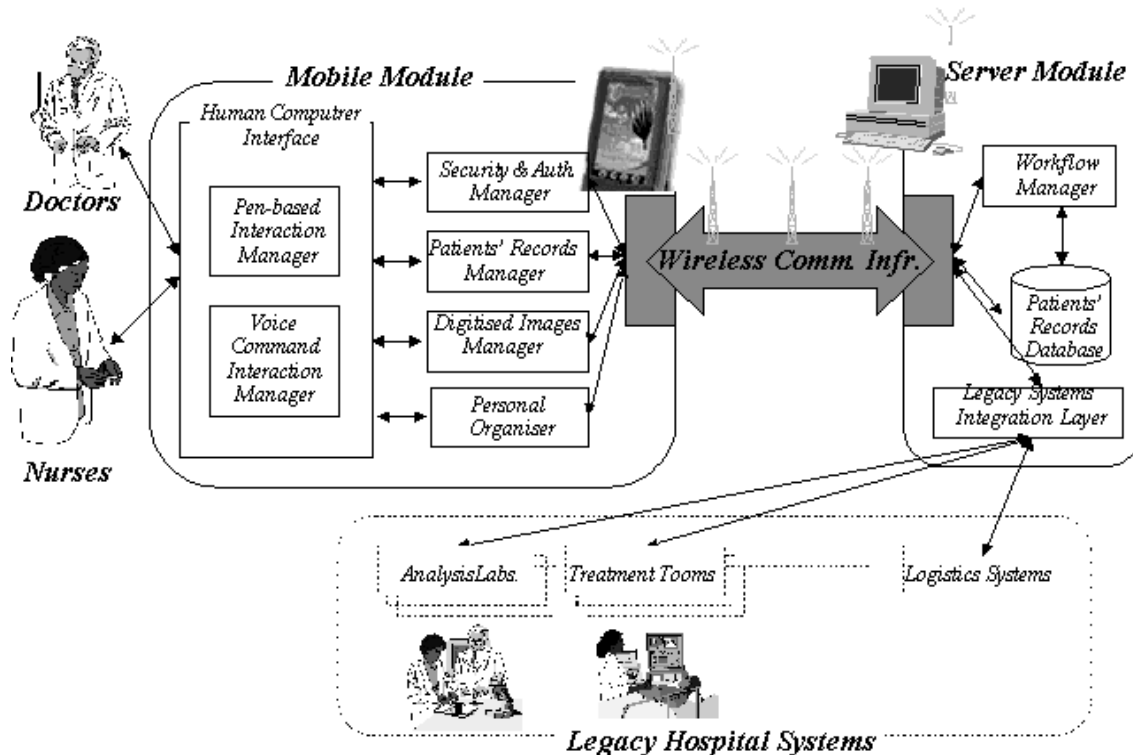 Mobile Module
Server Module
Human Computrer
Interface
Doctors
Pen-based
Interaction
Manager
Voice
Command
Interaction
Manager
Nurses
Security & Auth
Manager
Patients' Records
Manager
Digitised Images
Manager
Personal
Organiser
Wireless Comm. Infr.
Workflow
Manager
Patients'
Records
Database
Legacy Systems
Integration Layer
AnalysisLabs.
Treatment Tooms
Logistics Systems
Legacy Hospital Systems